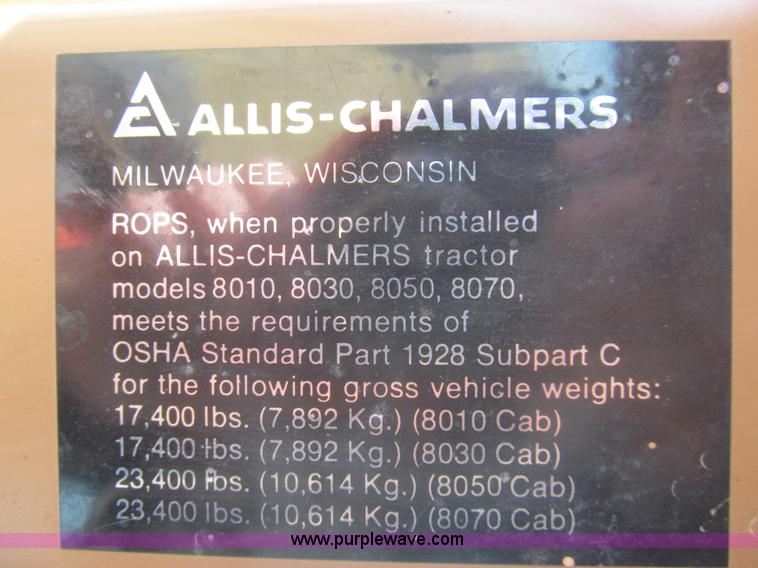 ALLIS-CHALMERS
MILWAUKEE, WISCONSIN
ROPS, when properly installed
on ALLIS-CHALMERS tractor
models 8010, 8030, 8050, 8070,
meets the requirements of
OSHA Standard Part 1928 Subpart C
for the following gross vehicle weights:
17,400 lbs. (7,892 Kg.) (8010 Cab)
17,400 lbs. (7,892 Kg.) (8030 Cab)
23,400 lbs. (10,614 Kg.) (8050 Cab)
23,400 lbs. (10,614 Kg.) (8070 Cab)
www.purplewave.com